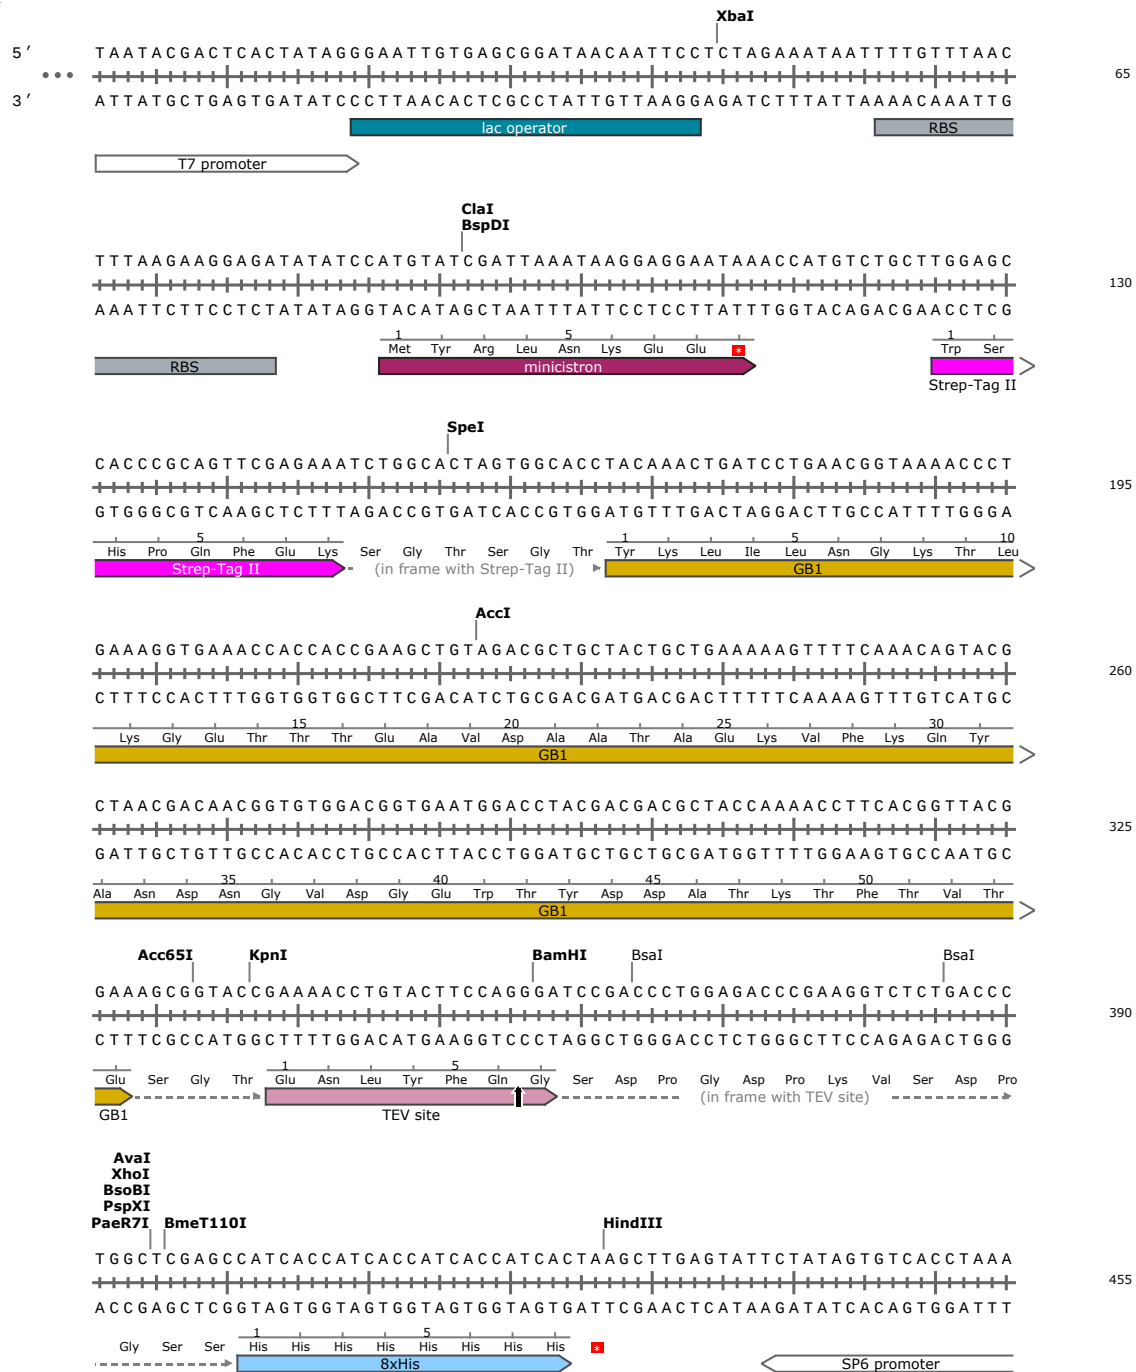 XbaI
5′ TAATACGACTCACTATAGGGAATTGTGAGCGGATAACAATTCCTCTAGAAATAATTTTGTTTAAC
••• 65
3′ ATTATGCTGAGTGATATCCCTTAACACTCGCCTATTGTTAAGGAGATCTTTATTAAAACAAATTG
lac operator RBS
T7 promoter
ClaI
BspDI
TTTAAGAAGGAGATATATCCATGTATCGATTAAATAAGGAGGAATAAACCATGTCTGCTTGGAGC
130
AAATTCTTCCTCTATATAGGTACATAGCTAATTTATTCCTCCTTATTTGGTACAGACGAACCTCG
1 5 1
Met Tyr Arg Leu Asn Lys Glu Glu * Trp Ser
RBS minicistron
Strep-Tag II
SpeI
CACCCGCAGTTCGAGAAATCTGGCACTAGTGGCACCTACAAACTGATCCTGAACGGTAAAACCCT
195
GTGGGCGTCAAGCTCTTTAGACCGTGATCACCGTGGATGTTTGACTAGGACTTGCCATTTTGGGA
5 1 5 10
His Pro Gln Phe Glu Lys Ser Gly Thr Ser Gly Thr Tyr Lys Leu Ile Leu Asn Gly Lys Thr Leu
Strep-Tag II (in frame with Strep-Tag II) GB1
AccI
GAAAGGTGAAACCACCACCGAAGCTGTAGACGCTGCTACTGCTGAAAAAGTTTTCAAACAGTACG
260
CTTTCCACTTTGGTGGTGGCTTCGACATCTGCGACGATGACGACTTTTTCAAAAGTTTGTCATGC
15 20 25 30
Lys Gly Glu Thr Thr Thr Glu Ala Val Asp Ala Ala Thr Ala Glu Lys Val Phe Lys Gln Tyr
GB1
CTAACGACAACGGTGTGGACGGTGAATGGACCTACGACGACGCTACCAAAACCTTCACGGTTACG
325
GATTGCTGTTGCCACACCTGCCACTTACCTGGATGCTGCTGCGATGGTTTTGGAAGTGCCAATGC
35 40 45 50
Ala Asn Asp Asn Gly Val Asp Gly Glu Trp Thr Tyr Asp Asp Ala Thr Lys Thr Phe Thr Val Thr
GB1
Acc65I KpnI BamHI BsaI BsaI
GAAAGCGGTACCGAAAACCTGTACTTCCAGGGATCCGACCCTGGAGACCCGAAGGTCTCTGACCC
390
CTTTCGCCATGGCTTTTGGACATGAAGGTCCCTAGGCTGGGACCTCTGGGCTTCCAGAGACTGGG
1 5
Glu Ser Gly Thr Glu Asn Leu Tyr Phe Gln Gly Ser Asp Pro Gly Asp Pro Lys Val Ser Asp Pro
GB1 TEV site (in frame with TEV site)
AvaI
XhoI
BsoBI
PspXI
PaeR7I BmeT110I HindIII
TGGCTCGAGCCATCACCATCACCATCACCATCACTAAGCTTGAGTATTCTATAGTGTCACCTAAA
455
ACCGAGCTCGGTAGTGGTAGTGGTAGTGGTAGTGATTCGAACTCATAAGATATCACAGTGGATTT
1 5
Gly Ser Ser His His His His His His His His *
8xHis SP6 promoter